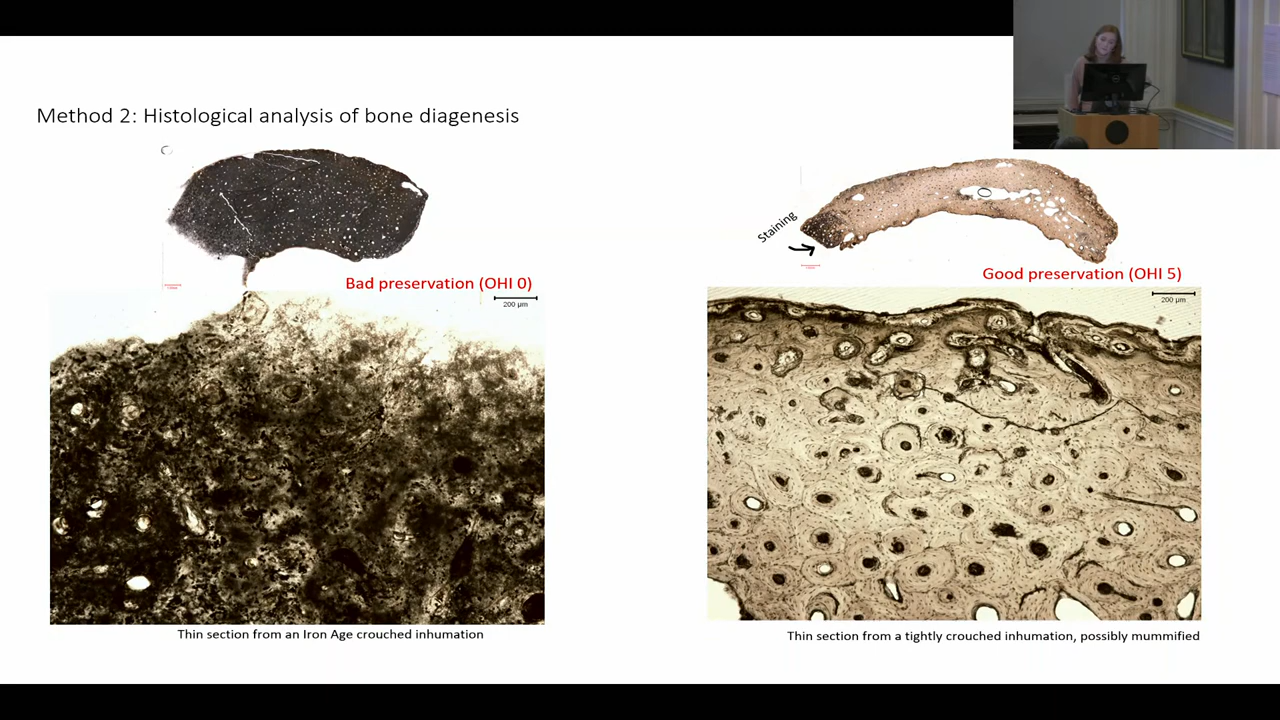 Method 2: Histological analysis of bone diagenesis
Staining
Bad preservation (OHI 0)
200 µm
Thin section from an Iron Age crouched inhumation
Good preservation (OHI 5)
200 µm
Thin section from a tightly crouched inhumation, possibly mummified